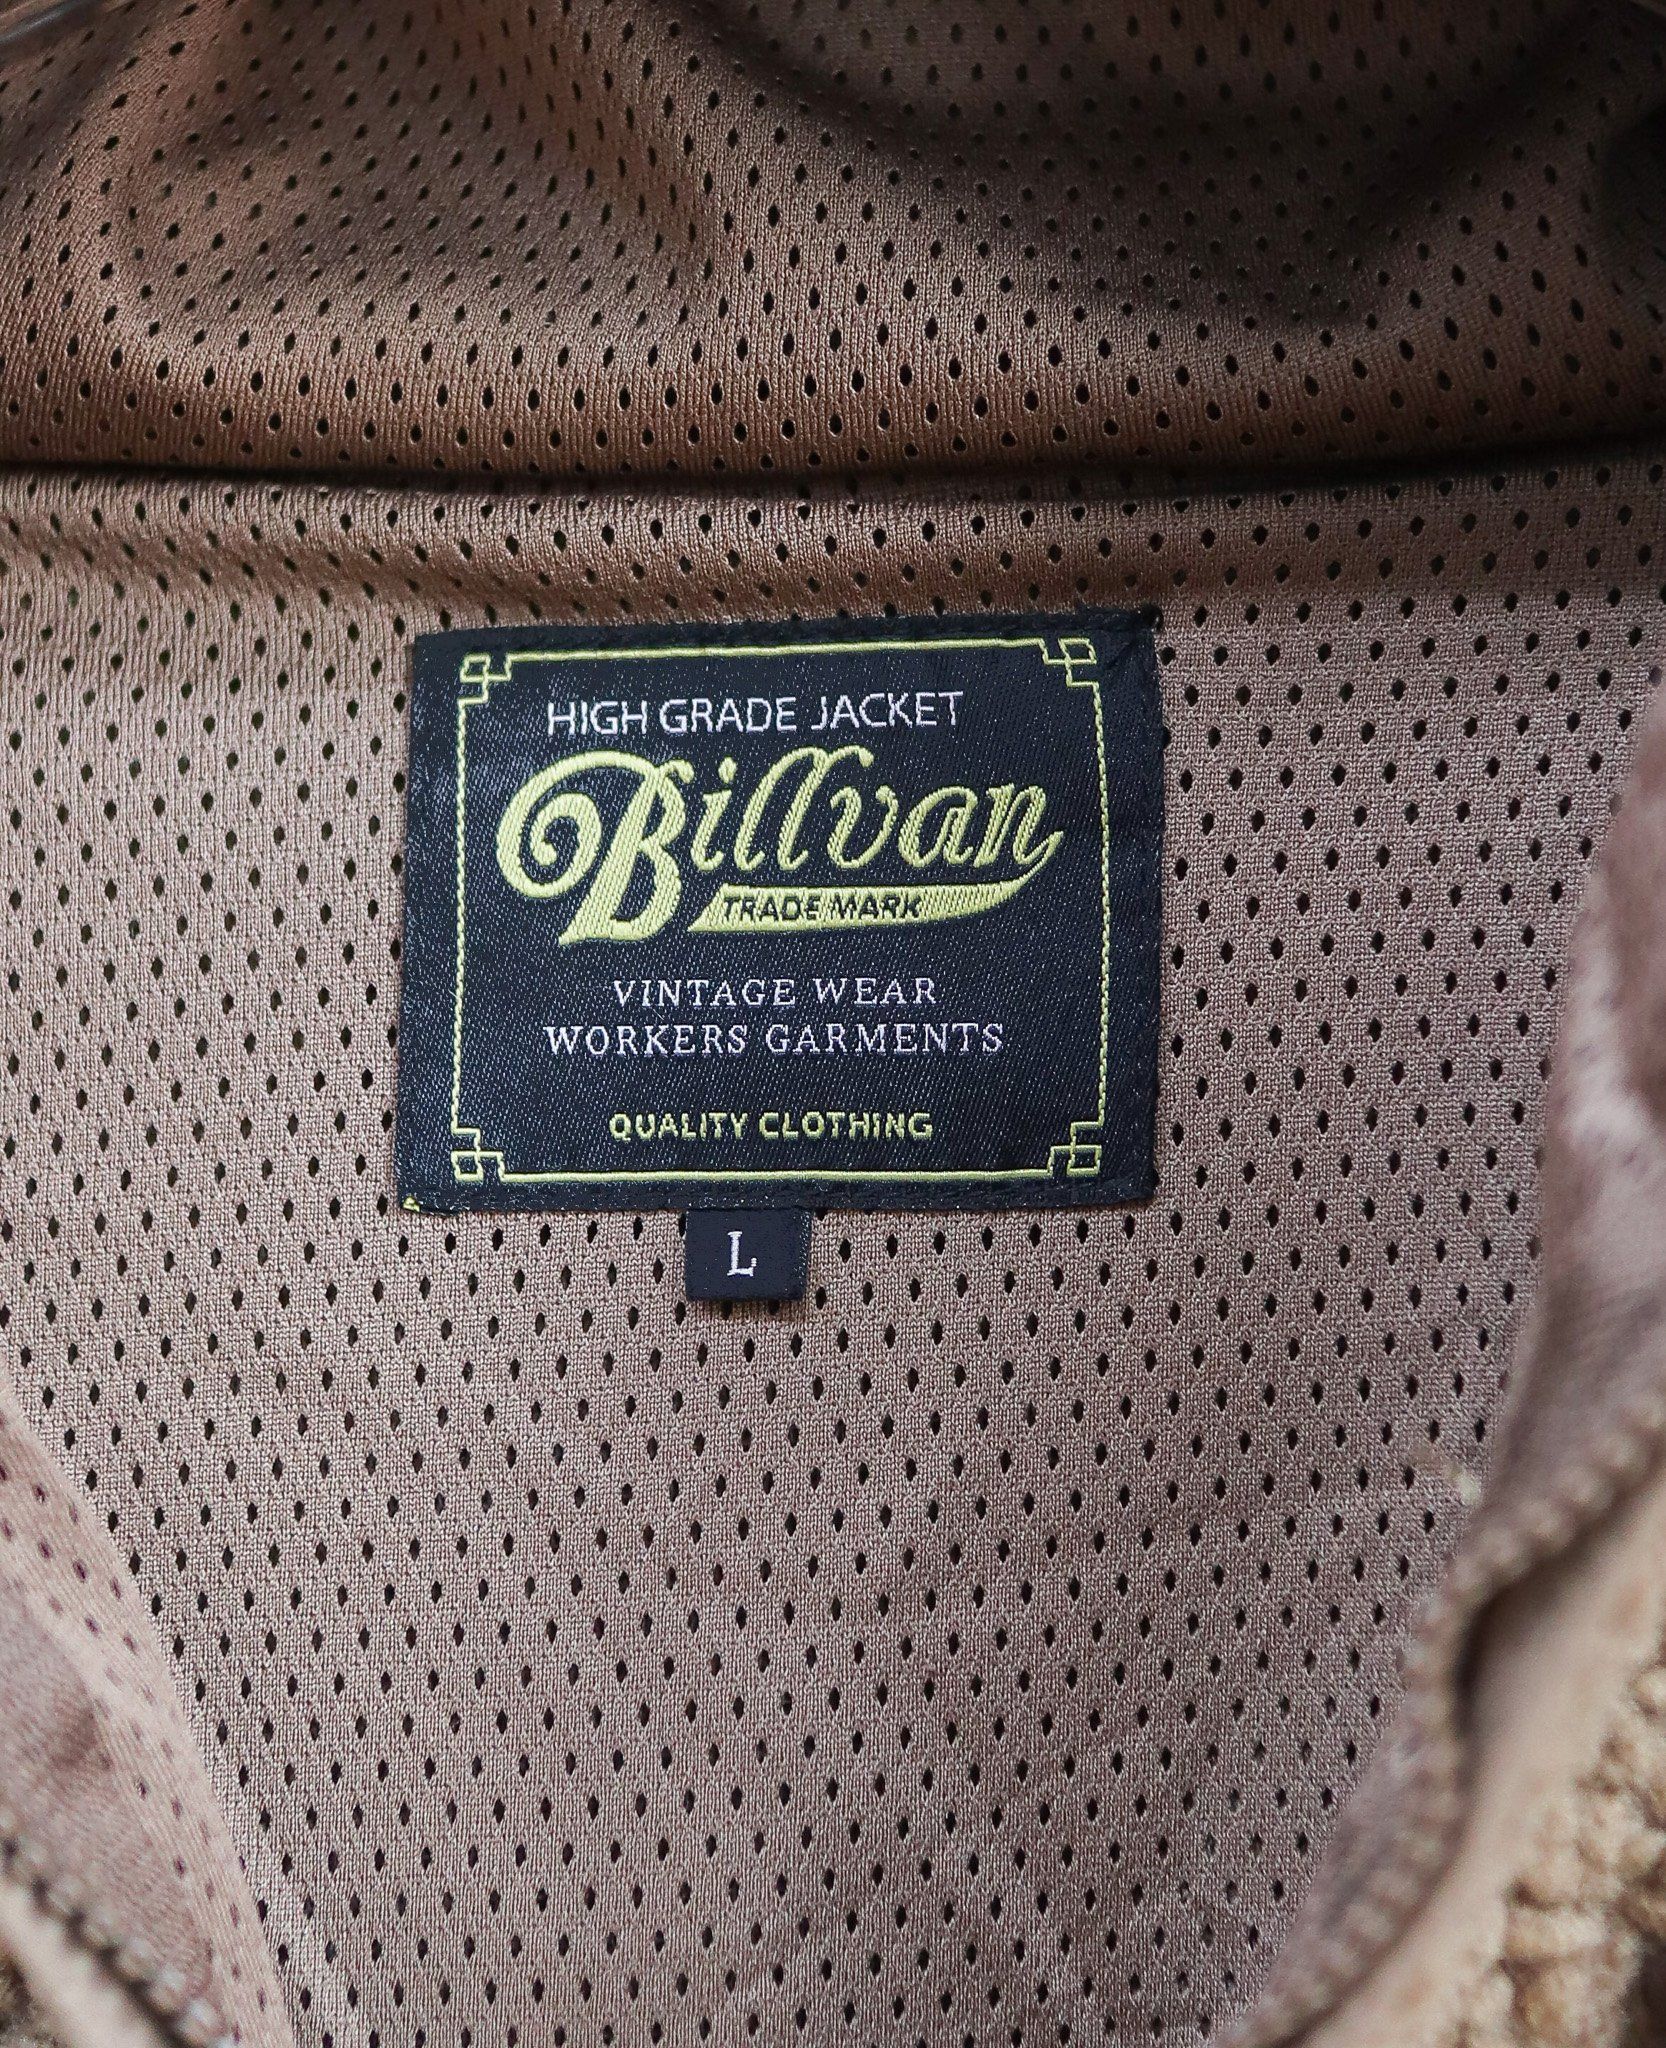 HIGH GRADE JACKET
Billvan
TRADE MARK
VINTAGE WEAR
WORKERS GARMENTS
QUALITY CLOTHING
L